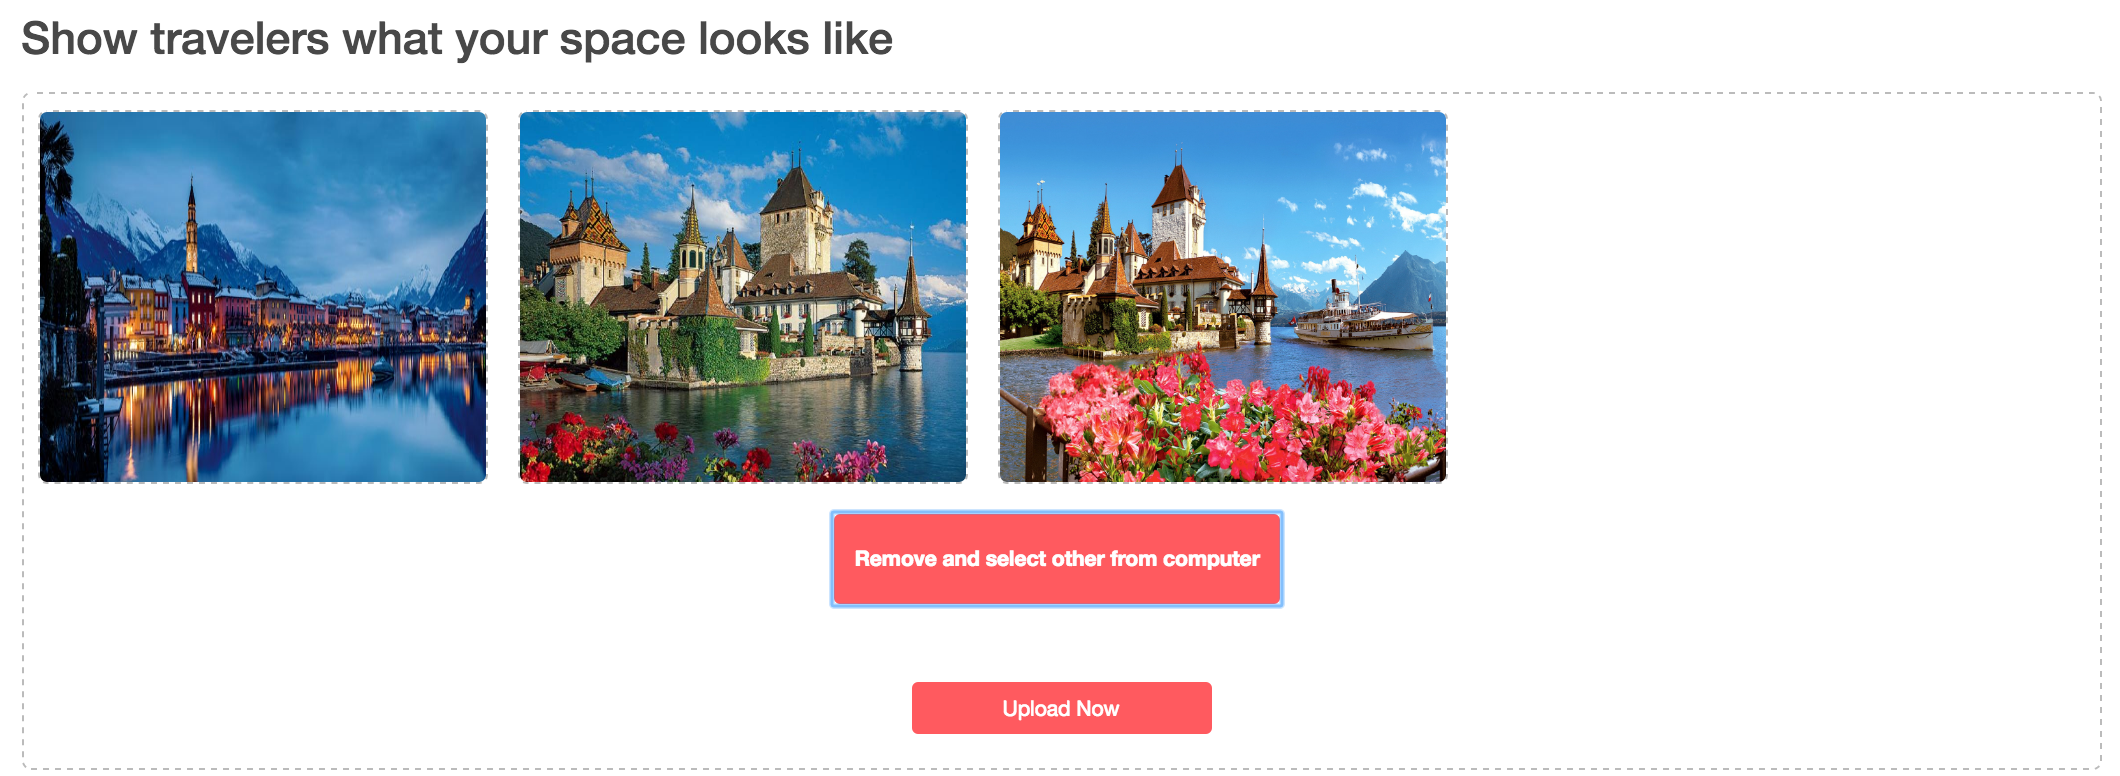 Show travelers what your space looks like
Remove and select other from computer
Upload Now